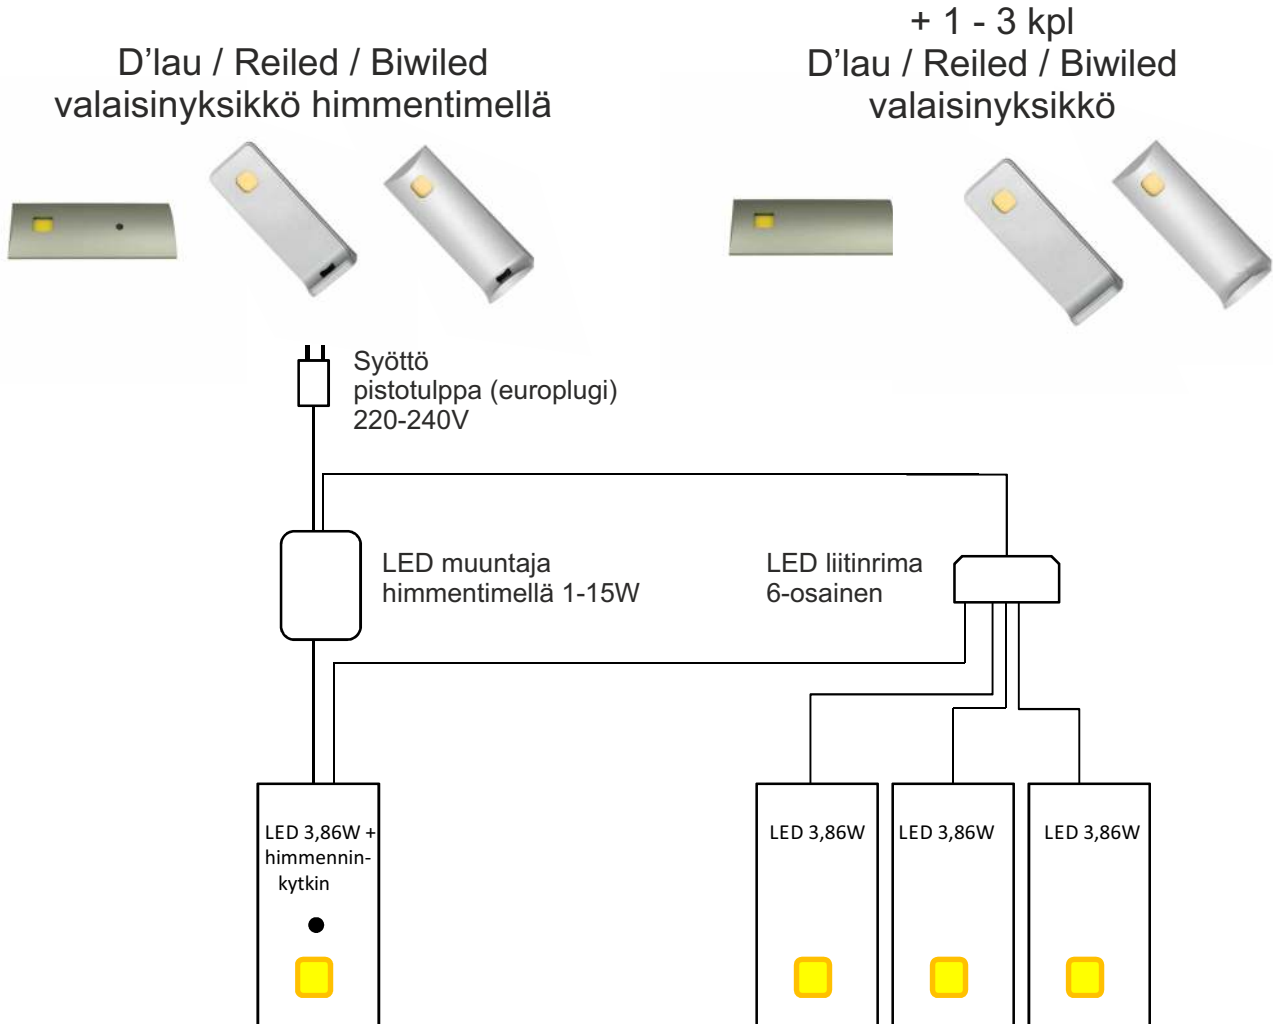 D'lau / Reiled / Biwiled
valaisinyksikkö himmentimellä
+ 1 - 3 kpl
D'lau / Reiled / Biwiled
valaisinyksikkö
Syöttö
pistotulppa (europlugi)
220-240V
LED muuntaja
himmentimellä 1-15W
LED liitinrima
6-osainen
LED 3,86W +
himmennin-
kytkin
LED 3,86W
LED 3,86W
LED 3,86W